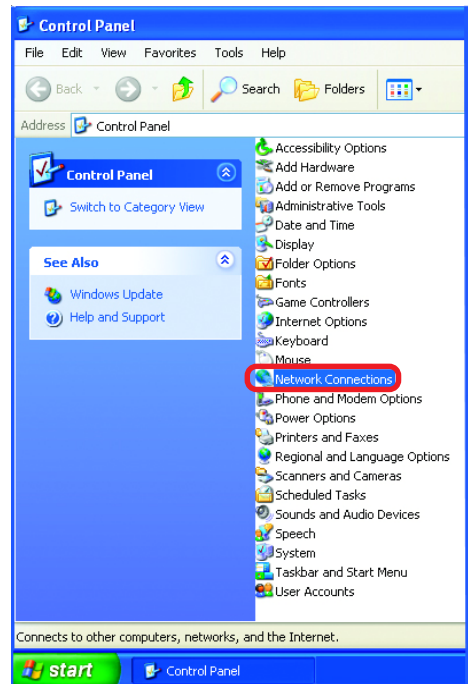 Control Panel
File Edit View Favorites Tools Help
Back Search Folders
Address Control Panel
Control Panel
Switch to Category View
See Also
Windows Update
Help and Support
Accessibility Options
Add Hardware
Add or Remove Programs
Administrative Tools
Date and Time
Display
Folder Options
Fonts
Game Controllers
Internet Options
Keyboard
Mouse
Network Connections
Phone and Modem Options
Power Options
Printers and Faxes
Regional and Language Options
Scanners and Cameras
Scheduled Tasks
Sounds and Audio Devices
Speech
System
Taskbar and Start Menu
User Accounts
Connects to other computers, networks, and the Internet.
start Control Panel